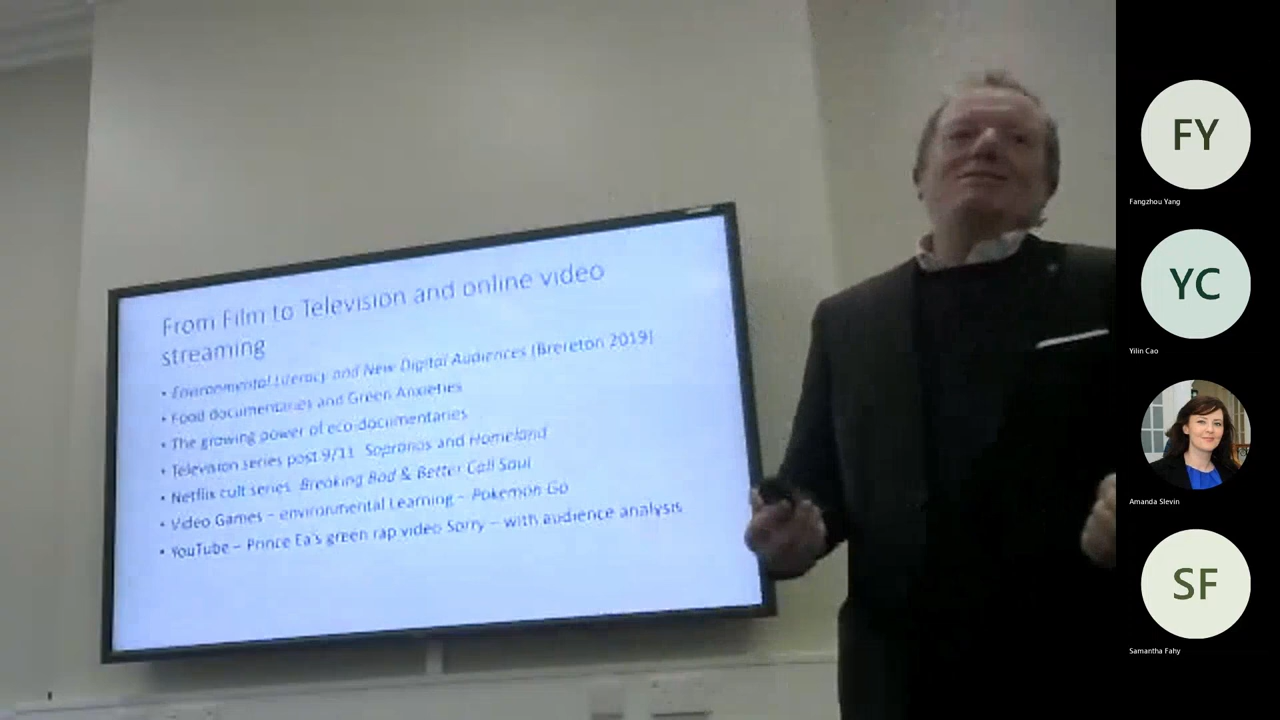 From Film to Television and online video
streaming
• Environmental Literacy and New Digital Audiences (Brereton 2019)
• Food documentaries and Green Anxieties
• The growing power of eco-documentaries
• Television series post 9/11 Sopranos and Homeland
• Netflix cult series Breaking Bad & Better Call Saul
• Video Games – environmental Learning – Pokemon Go
• YouTube – Prince Ea's green rap video Sorry – with audience analysis
FY
Fangzhou Yang
YC
Yilin Cao
Amanda Slevin
SF
Samantha Fahy